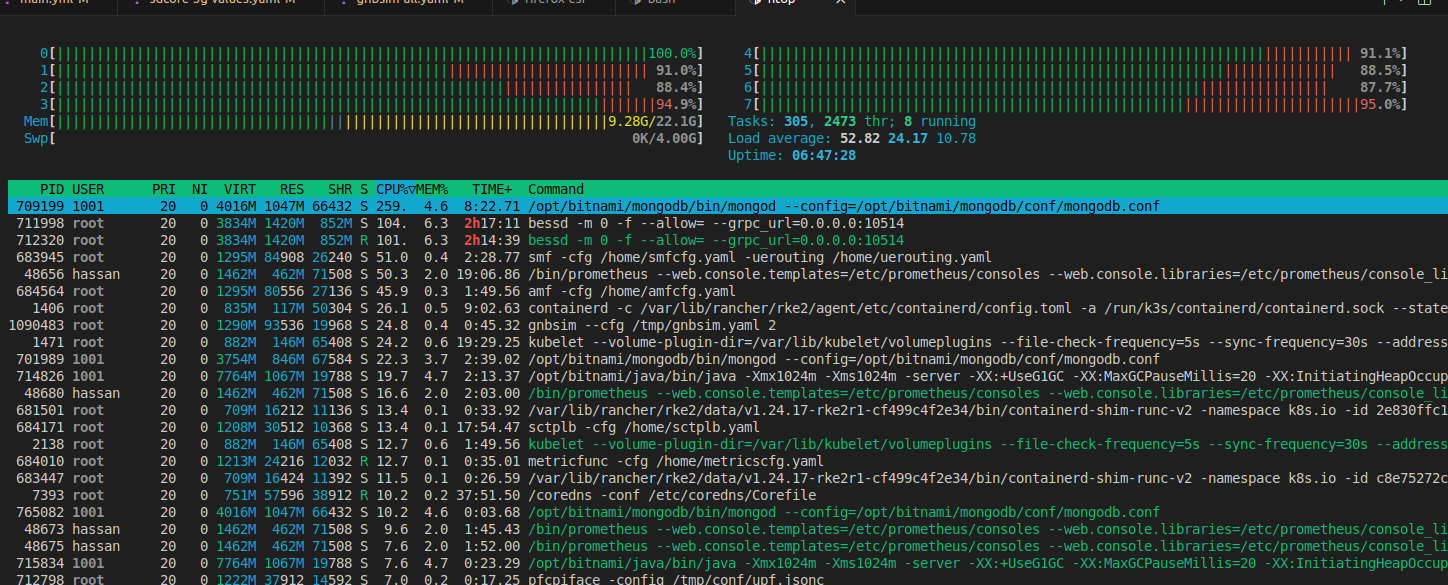 main.yml M sdcore-5g-values.yaml M gnbsim-all.yaml M firefox-esr bash htop
0[100.0%] 4[91.1%]
1[91.0%] 5[88.5%]
2[88.4%] 6[87.7%]
3[94.9%] 7[95.0%]
Mem[9.28G/22.1G] Tasks: 305, 2473 thr; 8 running
Swp[0K/4.00G] Load average: 52.82 24.17 10.78
Uptime: 06:47:28
PID USER PRI NI VIRT RES SHR S CPU%▽MEM% TIME+ Command
709199 1001 20 0 4016M 1047M 66432 S 259. 4.6 8:22.71 /opt/bitnami/mongodb/bin/mongod --config=/opt/bitnami/mongodb/conf/mongodb.conf
711998 root 20 0 3834M 1420M 852M S 104. 6.3 2h17:11 bessd -m 0 -f --allow= --grpc_url=0.0.0.0:10514
712320 root 20 0 3834M 1420M 852M R 101. 6.3 2h14:39 bessd -m 0 -f --allow= --grpc_url=0.0.0.0:10514
683945 root 20 0 1295M 84908 26240 S 51.0 0.4 2:28.77 smf -cfg /home/smfcfg.yaml -uerouting /home/uerouting.yaml
48656 hassan 20 0 1462M 462M 71508 S 50.3 2.0 19:06.86 /bin/prometheus --web.console.templates=/etc/prometheus/consoles --web.console.libraries=/etc/prometheus/console_li
684564 root 20 0 1295M 80556 27136 S 45.9 0.3 1:49.56 amf -cfg /home/amfcfg.yaml
1406 root 20 0 835M 117M 50304 S 26.1 0.5 9:02.63 containerd -c /var/lib/rancher/rke2/agent/etc/containerd/config.toml -a /run/k3s/containerd/containerd.sock --state
1090483 root 20 0 1290M 93536 19968 S 24.8 0.4 0:45.32 gnbsim --cfg /tmp/gnbsim.yaml 2
1471 root 20 0 882M 146M 65408 S 24.2 0.6 19:29.25 kubelet --volume-plugin-dir=/var/lib/kubelet/volumeplugins --file-check-frequency=5s --sync-frequency=30s --address
701989 1001 20 0 3754M 846M 67584 S 22.3 3.7 2:39.02 /opt/bitnami/mongodb/bin/mongod --config=/opt/bitnami/mongodb/conf/mongodb.conf
714826 1001 20 0 7764M 1067M 19788 S 19.7 4.7 2:13.37 /opt/bitnami/java/bin/java -Xmx1024m -Xms1024m -server -XX:+UseG1GC -XX:MaxGCPauseMillis=20 -XX:InitiatingHeapOccup
48680 hassan 20 0 1462M 462M 71508 S 16.6 2.0 2:03.00 /bin/prometheus --web.console.templates=/etc/prometheus/consoles --web.console.libraries=/etc/prometheus/console_li
681501 root 20 0 709M 16212 11136 S 13.4 0.1 0:33.92 /var/lib/rancher/rke2/data/v1.24.17-rke2r1-cf499c4f2e34/bin/containerd-shim-runc-v2 -namespace k8s.io -id 2e830ffc1
684171 root 20 0 1208M 30512 10368 S 13.4 0.1 17:54.47 sctplb -cfg /home/sctplb.yaml
2138 root 20 0 882M 146M 65408 S 12.7 0.6 1:49.56 kubelet --volume-plugin-dir=/var/lib/kubelet/volumeplugins --file-check-frequency=5s --sync-frequency=30s --address
684010 root 20 0 1213M 24216 12032 R 12.7 0.1 0:35.01 metricfunc -cfg /home/metricscfg.yaml
683447 root 20 0 709M 16424 11392 S 11.5 0.1 0:26.59 /var/lib/rancher/rke2/data/v1.24.17-rke2r1-cf499c4f2e34/bin/containerd-shim-runc-v2 -namespace k8s.io -id c8e75272c
7393 root 20 0 751M 57596 38912 R 10.2 0.2 37:51.50 /coredns -conf /etc/coredns/Corefile
765082 1001 20 0 4016M 1047M 66432 S 10.2 4.6 0:03.68 /opt/bitnami/mongodb/bin/mongod --config=/opt/bitnami/mongodb/conf/mongodb.conf
48673 hassan 20 0 1462M 462M 71508 S 9.6 2.0 1:45.43 /bin/prometheus --web.console.templates=/etc/prometheus/consoles --web.console.libraries=/etc/prometheus/console_li
48675 hassan 20 0 1462M 462M 71508 S 7.6 2.0 1:52.00 /bin/prometheus --web.console.templates=/etc/prometheus/consoles --web.console.libraries=/etc/prometheus/console_li
715834 1001 20 0 7764M 1067M 19788 S 7.6 4.7 0:23.29 /opt/bitnami/java/bin/java -Xmx1024m -Xms1024m -server -XX:+UseG1GC -XX:MaxGCPauseMillis=20 -XX:InitiatingHeapOccup
712798 root 20 0 1222M 37912 14592 S 7.0 0.2 0:17.25 pfcpiface -config /tmp/conf/upf.jsonc